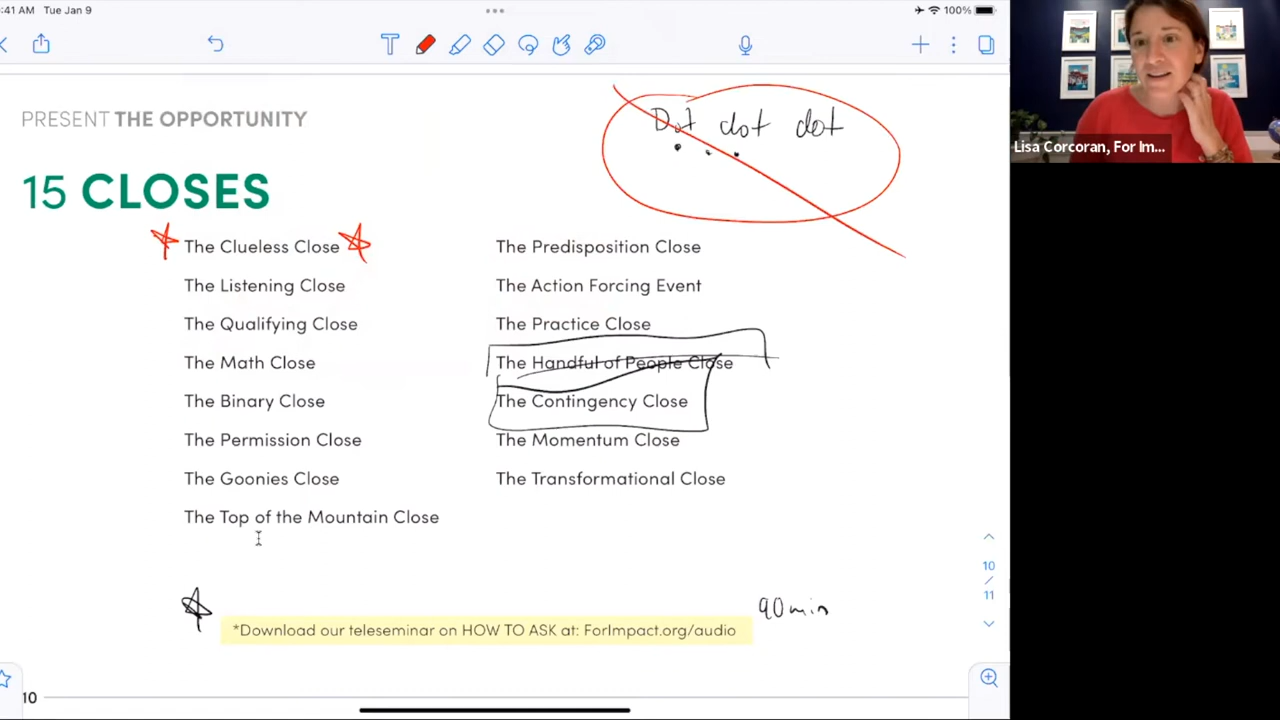 :41 AM Tue Jan 9
100%
T
PRESENT THE OPPORTUNITY
Dot dot dot
15 CLOSES
The Clueless Close
The Listening Close
The Qualifying Close
The Math Close
The Binary Close
The Permission Close
The Goonies Close
The Top of the Mountain Close
The Predisposition Close
The Action Forcing Event
The Practice Close
The Handful of People Close
The Contingency Close
The Momentum Close
The Transformational Close
90 min
*Download our teleseminar on HOW TO ASK at: ForImpact.org/audio
10
10
/
11
Lisa Corcoran, For Im...